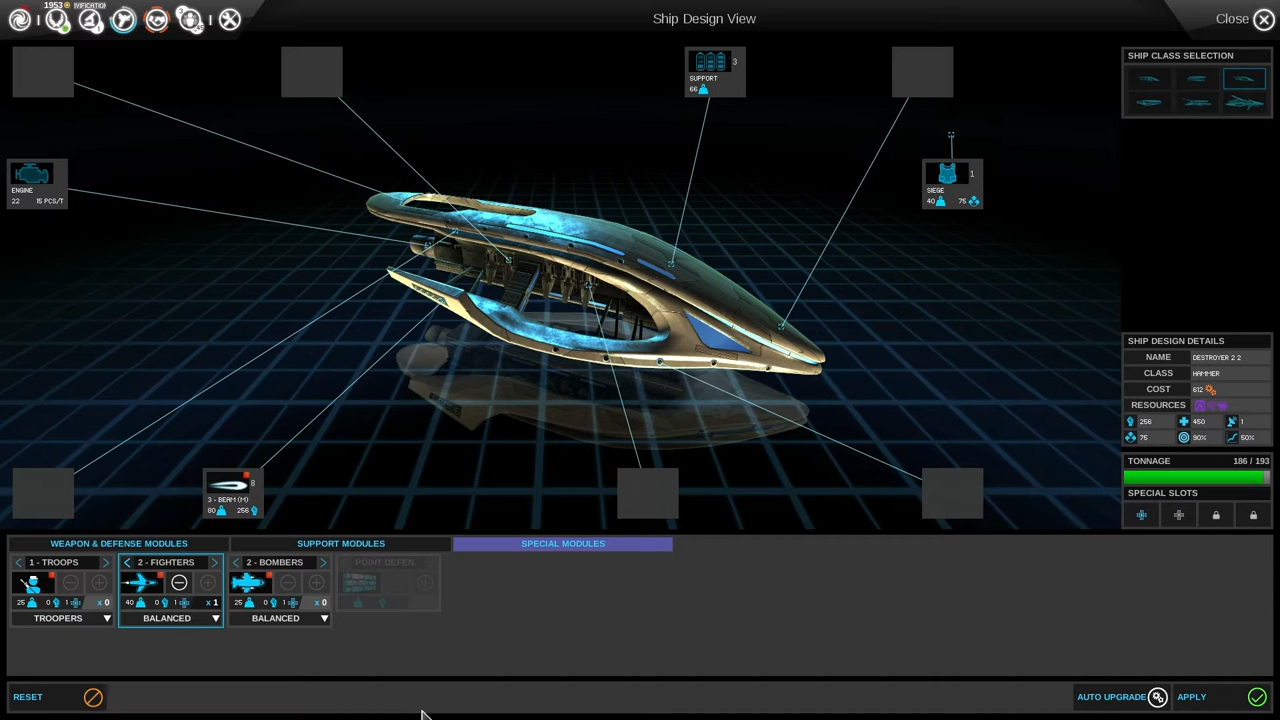 1953
IVIFICATIO
Ship Design View
Close
SHIP CLASS SELECTION
3
SUPPORT
66
ENGINE
22 15 PCS/T
1
SIEGE
40 75
SHIP DESIGN DETAILS
NAME DESTROYER 2 2
CLASS HAMMER
COST 612
RESOURCES
256 450 1
75 90% 50%
TONNAGE 186 / 193
SPECIAL SLOTS
8
3 - BEAM (M)
80 256
WEAPON & DEFENSE MODULES SUPPORT MODULES SPECIAL MODULES
1 - TROOPS 2 - FIGHTERS 2 - BOMBERS POINT DEFEN.
25 0 1 x 0 40 0 1 x 1 25 0 1 x 0
TROOPERS BALANCED BALANCED
RESET AUTO UPGRADE APPLY